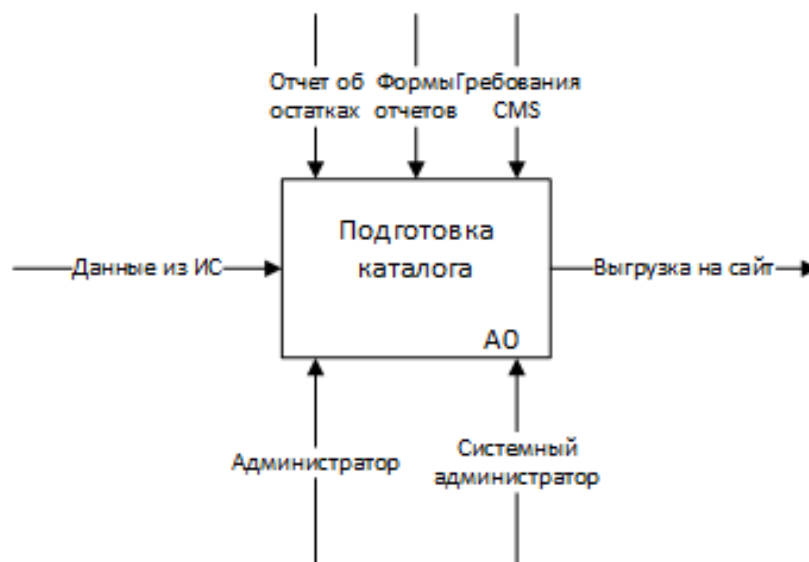 Отчет об Формы Требования
остатках отчетов CMS
Подготовка
каталога
Данные из ИС
Выгрузка на сайт
А0
Администратор
Системный
администратор